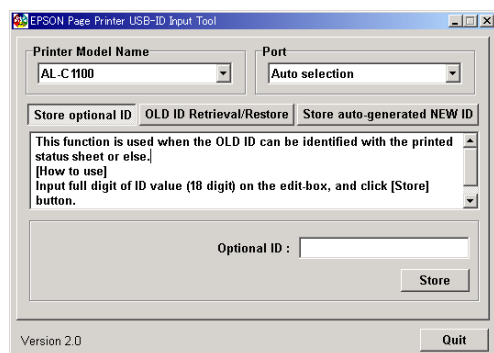 EPSON Page Printer USB-ID Input Tool
Printer Model Name
Port
AL-C1100
Auto selection
Store optional ID
OLD ID Retrieval/Restore
Store auto-generated NEW ID
This function is used when the OLD ID can be identified with the printed
status sheet or else.
[How to use]
Input full digit of ID value (18 digit) on the edit-box, and click [Store]
button.
Optional ID :
Store
Version 2.0
Quit